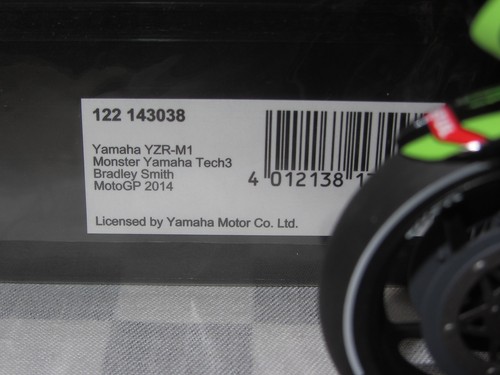 122 143038
Yamaha YZR-M1
Monster Yamaha Tech3
Bradley Smith
MotoGP 2014
4 012138 1
Licensed by Yamaha Motor Co. Ltd.